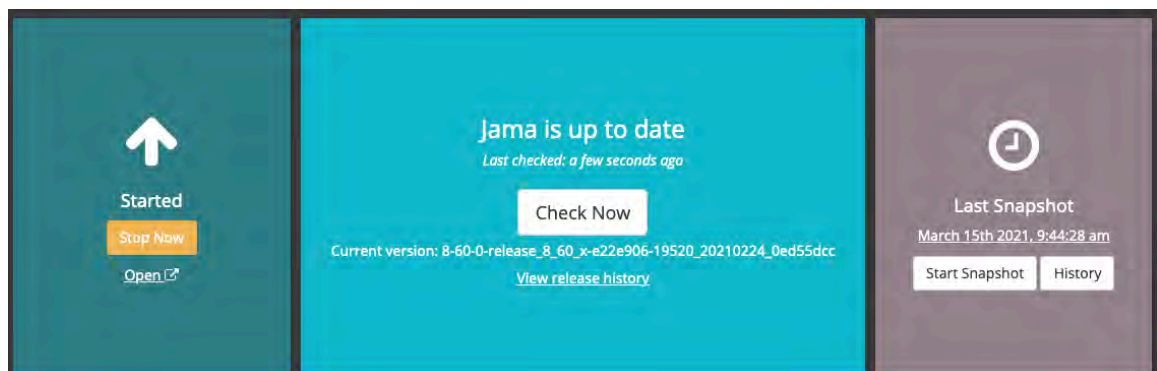 Started
Stop Now
Open
Jama is up to date
Last checked: a few seconds ago
Check Now
Current version: 8-60-0-release_8_60_x-e22e906-19520_20210224_0ed55dcc
View release history
Last Snapshot
March 15th 2021, 9:44:28 am
Start Snapshot History